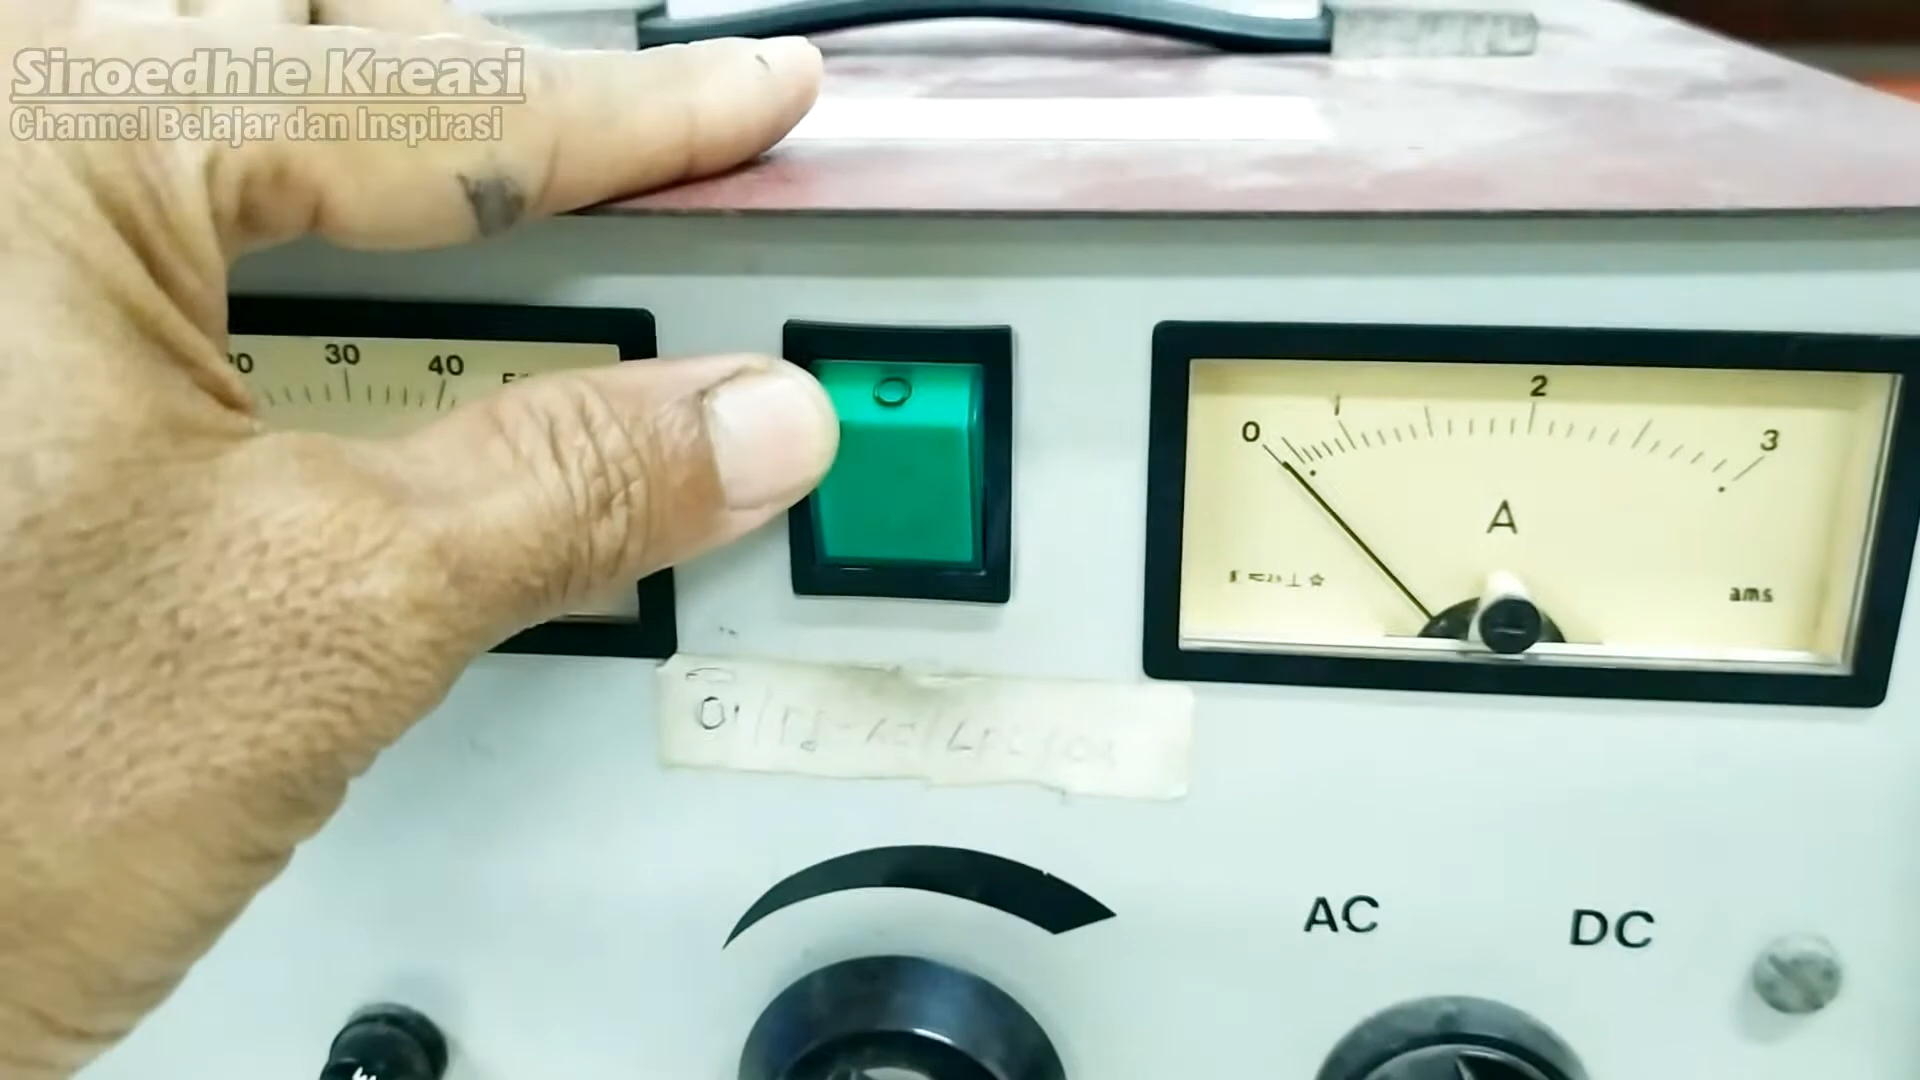 Siroedhie Kreasi
Channel Belajar dan Inspirasi
30 40
0 1 2 3
A
ams
AC DC